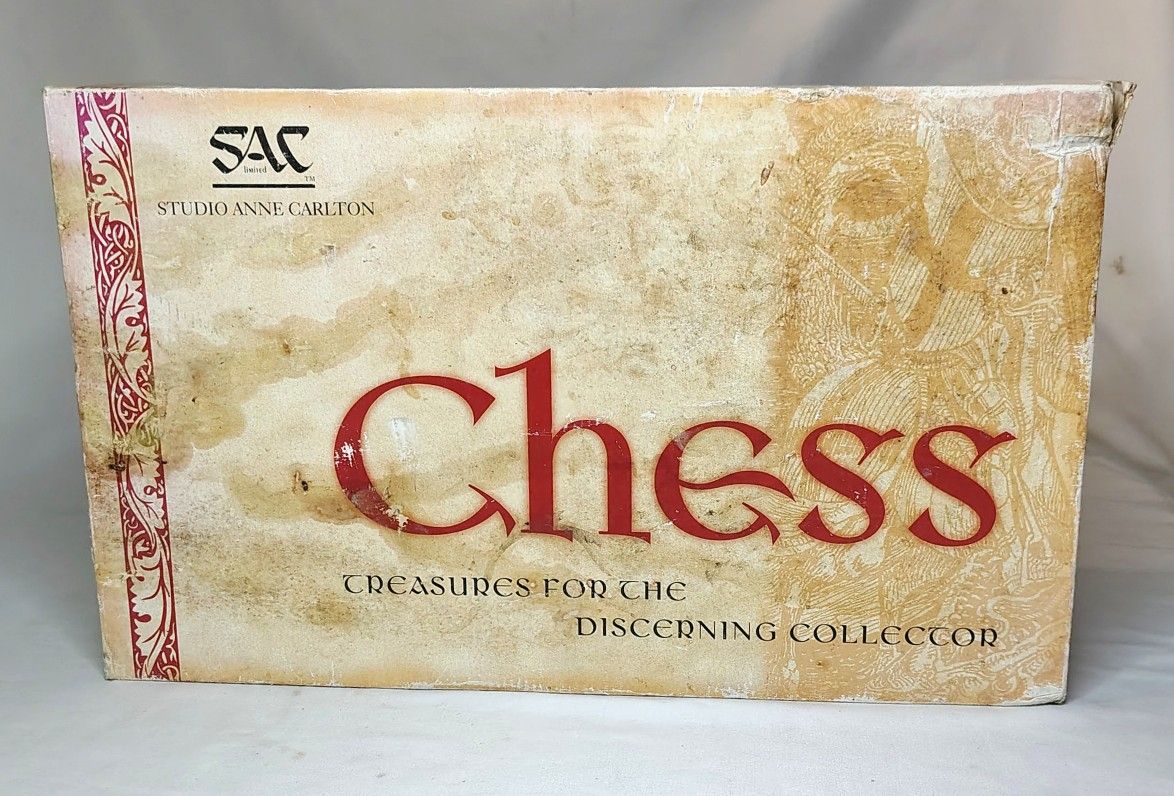 SAC
limited
TM
STUDIO ANNE CARLTON
Chess
TREASURES FOR THE
DISCERNING COLLECTOR